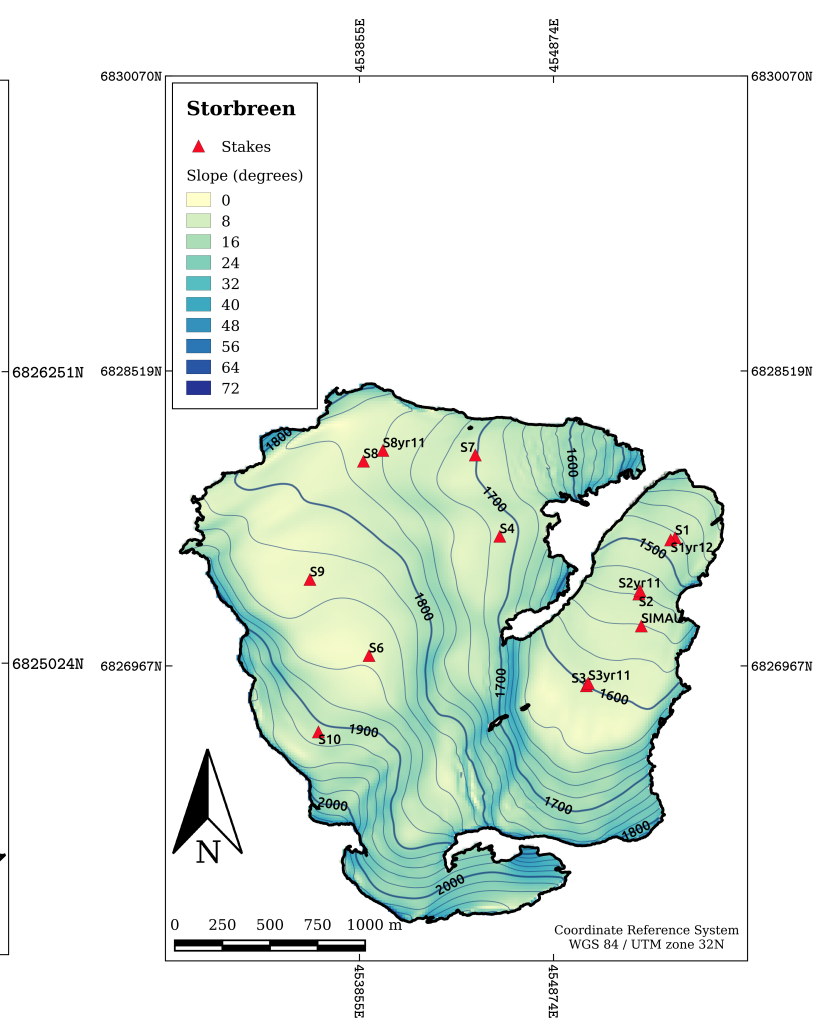 453855E
454874E
6830070N
6830070N
Storbreen
Stakes
Slope (degrees)
0
8
16
24
32
40
48
56
64
72
6826251N
6828519N
6828519N
1800
S8yr11
S8
S7
1600
1700
S4
S1
S1yr12
1500
S9
S2yr11
S2
1800
SIMAU
S6
6825024N
6826967N
6826967N
S3
S3yr11
1700
1600
1900
S10
2000
1700
1800
N
2000
0 250 500 750 1000 m
Coordinate Reference System
WGS 84 / UTM zone 32N
453855E
454874E